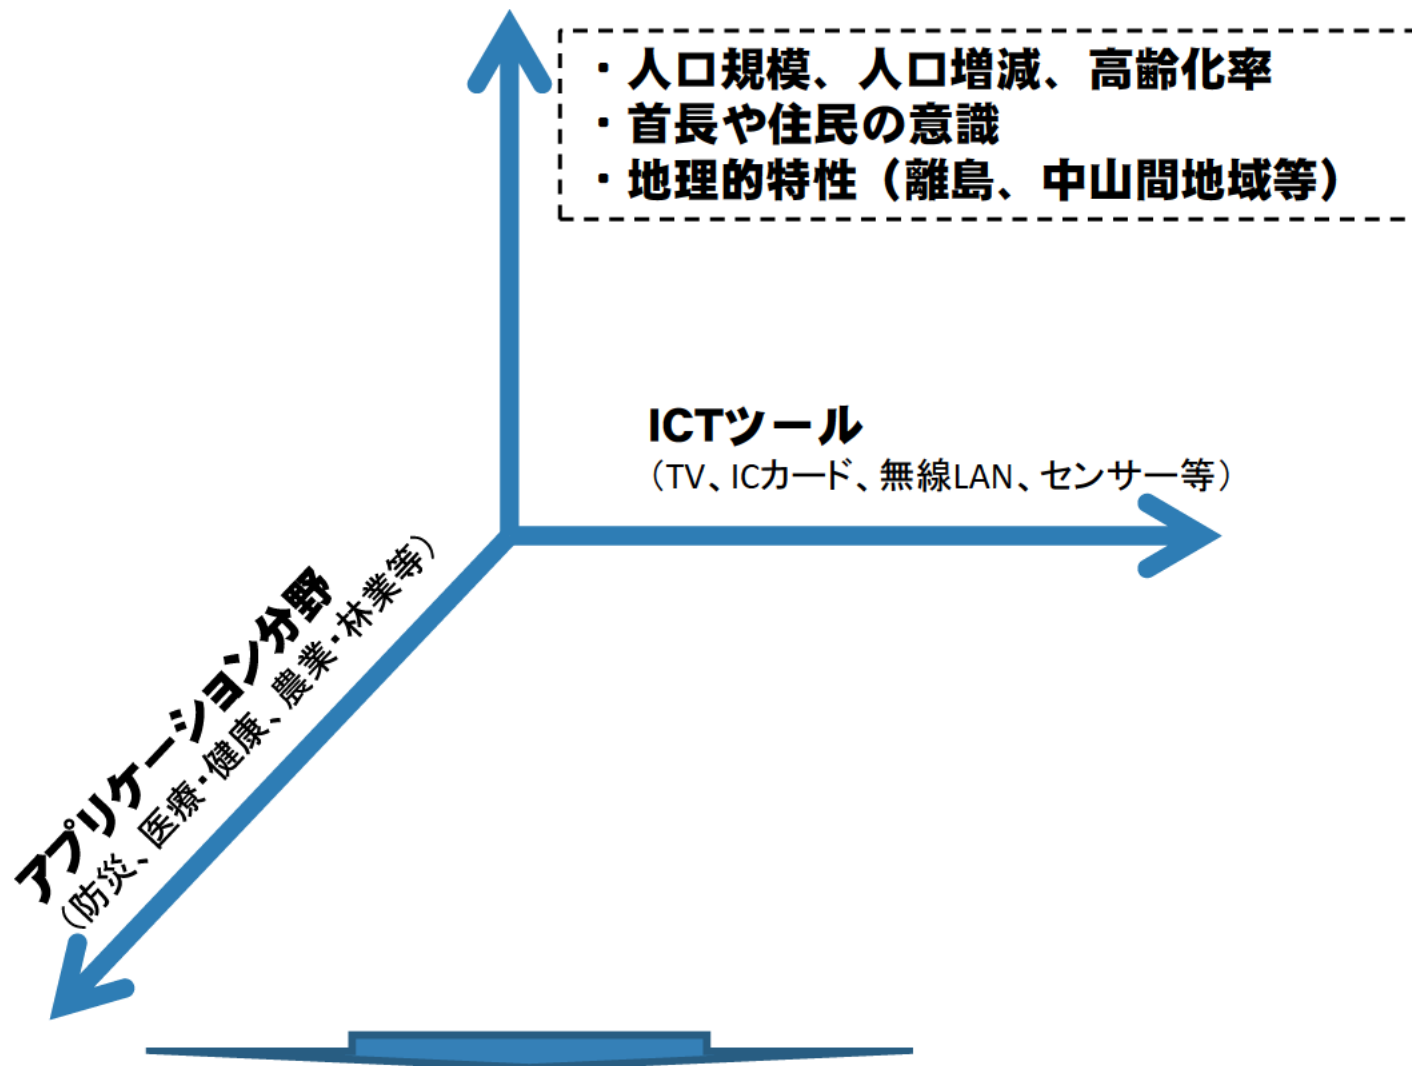 ・人口規模、人口増減、高齢化率
・首長や住民の意識
・地理的特性（離島、中山間地域等）
ICTツール
（TV、ICカード、無線LAN、センサー等）
アプリケーション分野
（防災、医療・健康、農業・林業等）